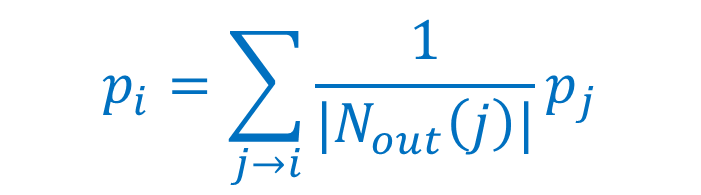 p_i = \sum_{j \to i} \frac{1}{|N_{out}(j)|} p_j